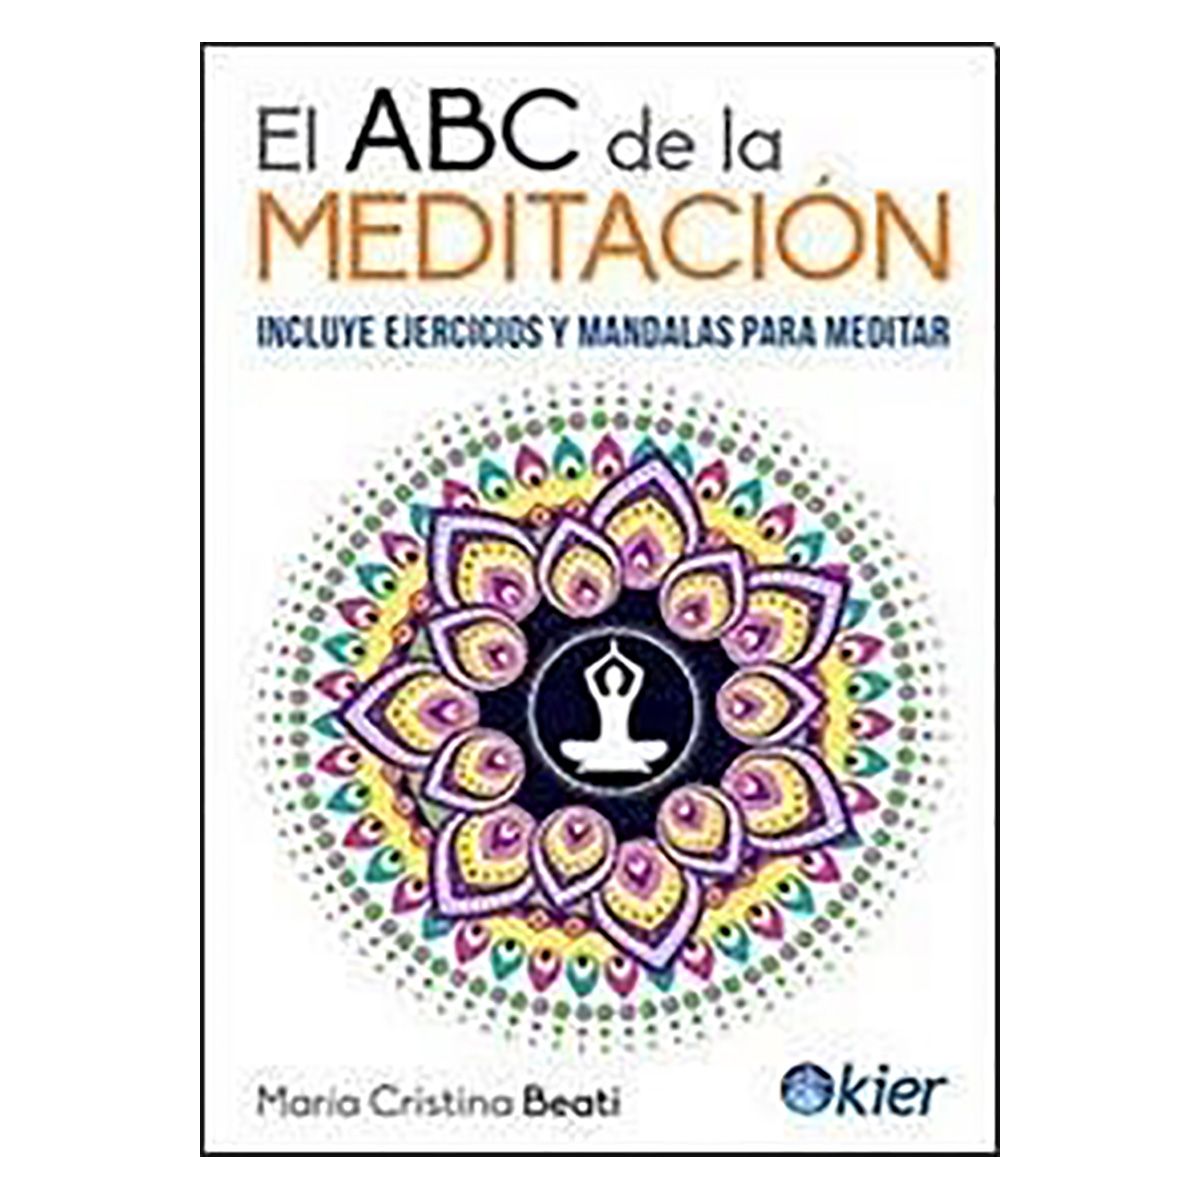 El ABC de la
MEDITACIÓN
INCLUYE EJERCICIOS Y MANDALAS PARA MEDITAR
María Cristina Beati
kier